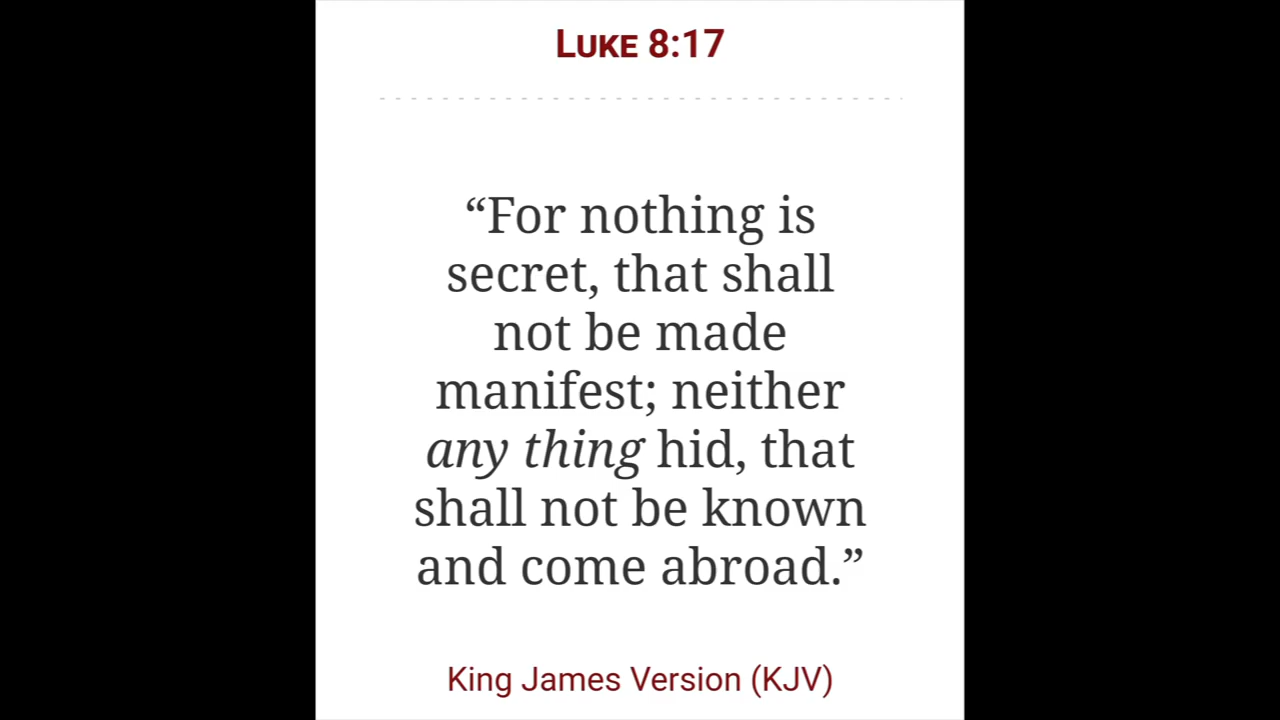 Luke 8:17
“For nothing is
secret, that shall
not be made
manifest; neither
any thing hid, that
shall not be known
and come abroad.”
King James Version (KJV)